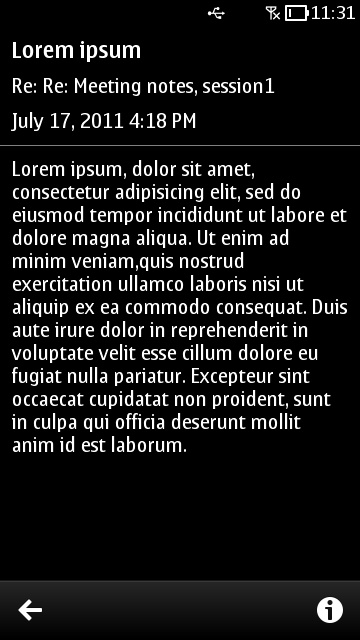 11:31
Lorem ipsum
Re: Re: Meeting notes, session1
July 17, 2011 4:18 PM
Lorem ipsum, dolor sit amet,
consectetur adipisicing elit, sed do
eiusmod tempor incididunt ut labore et
dolore magna aliqua. Ut enim ad
minim veniam,quis nostrud
exercitation ullamco laboris nisi ut
aliquip ex ea commodo consequat. Duis
aute irure dolor in reprehenderit in
voluptate velit esse cillum dolore eu
fugiat nulla pariatur. Excepteur sint
occaecat cupidatat non proident, sunt
in culpa qui officia deserunt mollit
anim id est laborum.